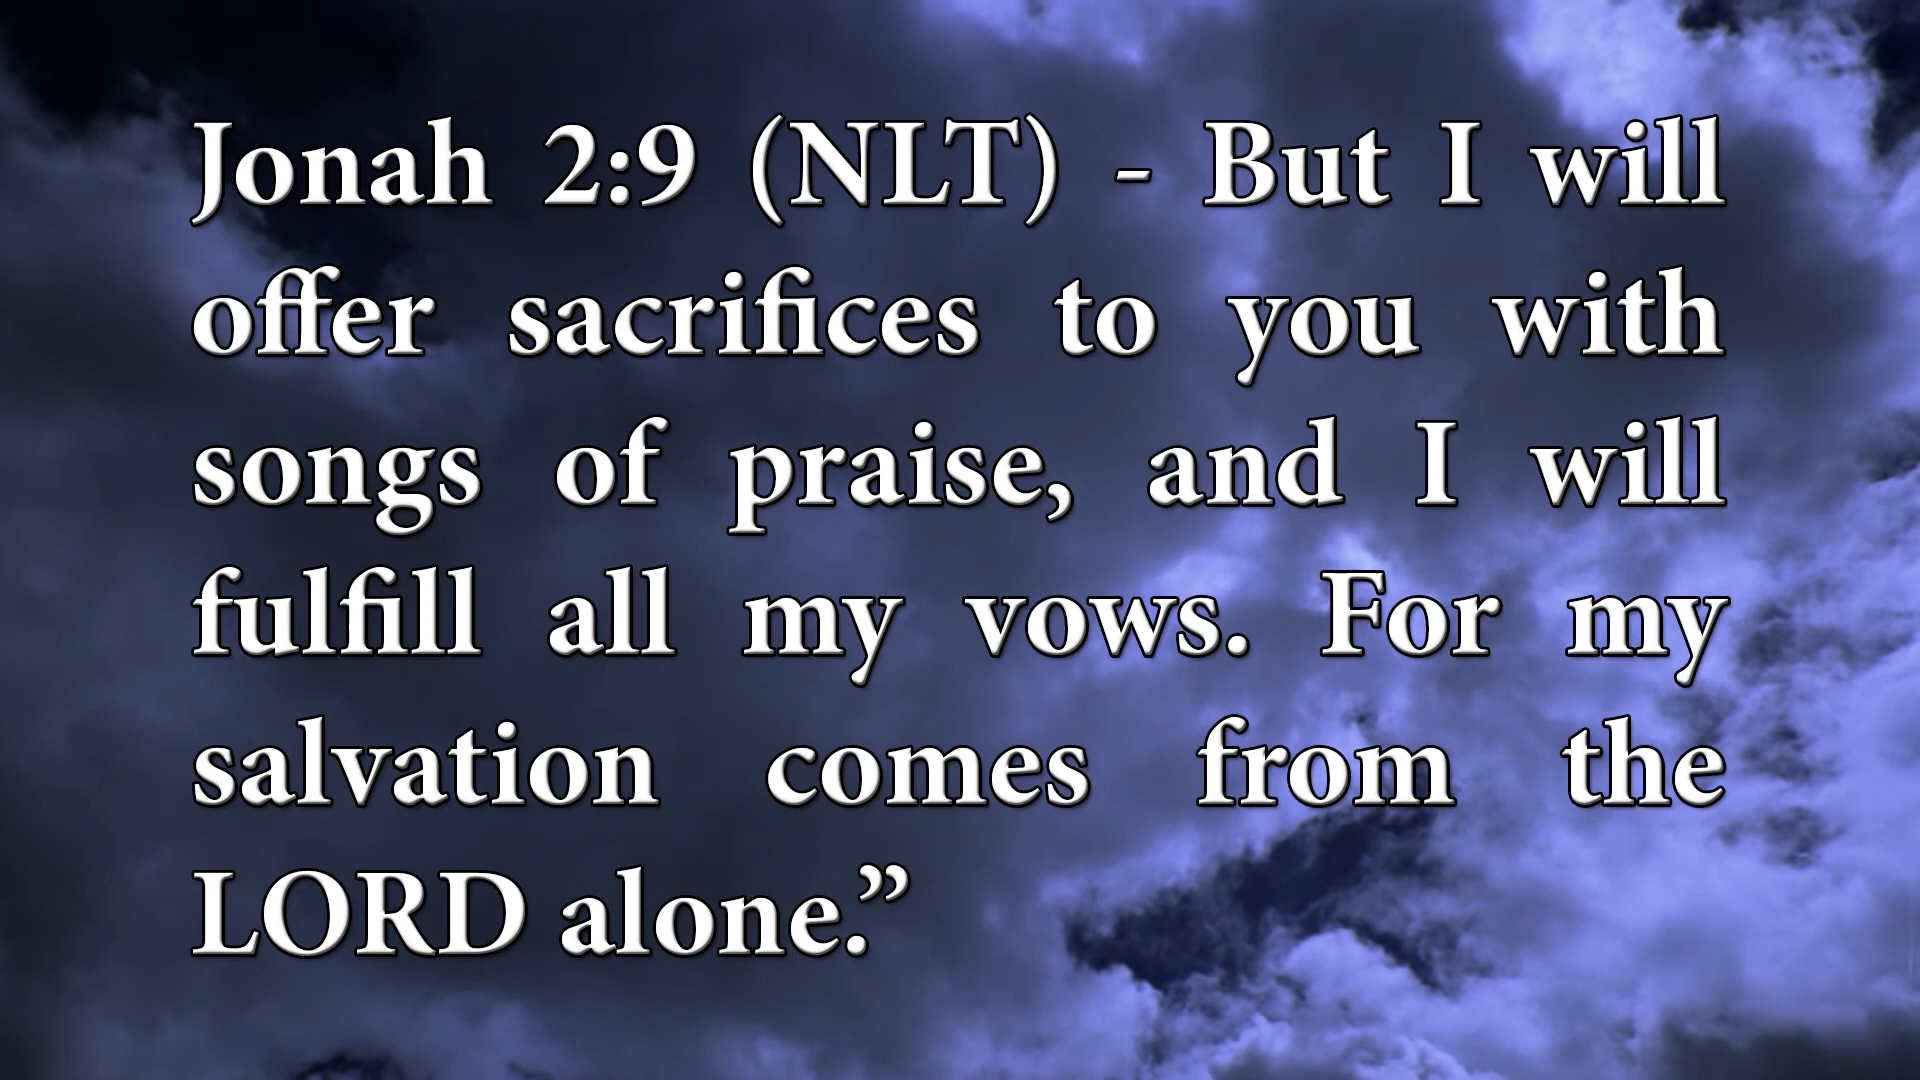 Jonah 2:9 (NLT) - But I will
offer sacrifices to you with
songs of praise, and I will
fulfill all my vows. For my
salvation comes from the
LORD alone.”